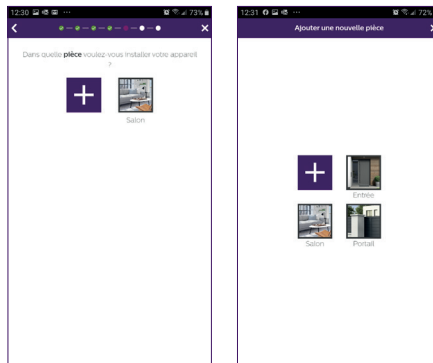 12:30 ... 73%
Dans quelle pièce voulez-vous installer votre appareil
?
Salon
12:31 ... 72%
Ajouter une nouvelle pièce
Entrée
Salon
Portail